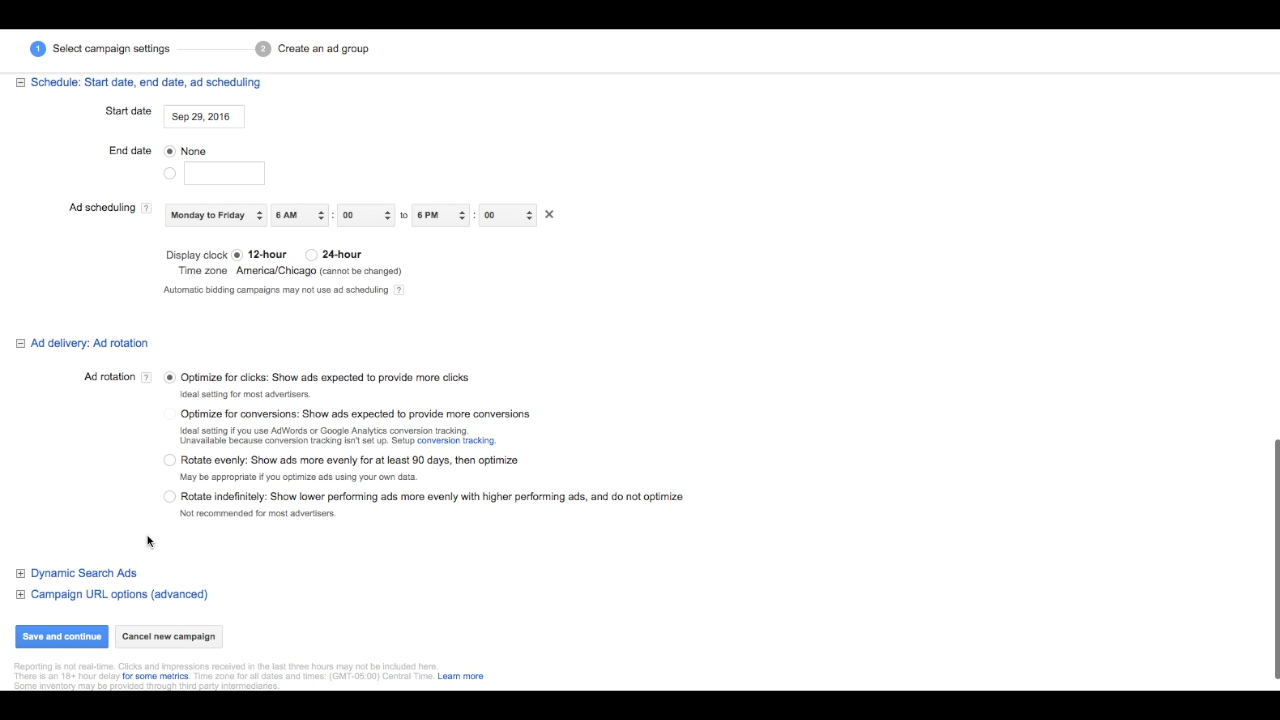 1 Select campaign settings 2 Create an ad group
Schedule: Start date, end date, ad scheduling
Start date Sep 29, 2016
End date None
Ad scheduling ? Monday to Friday 6 AM : 00 to 6 PM : 00
Display clock 12-hour 24-hour
Time zone America/Chicago (cannot be changed)
Automatic bidding campaigns may not use ad scheduling ?
Ad delivery: Ad rotation
Ad rotation ? Optimize for clicks: Show ads expected to provide more clicks
Ideal setting for most advertisers.
Optimize for conversions: Show ads expected to provide more conversions
Ideal setting if you use AdWords or Google Analytics conversion tracking.
Unavailable because conversion tracking isn't set up. Setup conversion tracking.
Rotate evenly: Show ads more evenly for at least 90 days, then optimize
May be appropriate if you optimize ads using your own data.
Rotate indefinitely: Show lower performing ads more evenly with higher performing ads, and do not optimize
Not recommended for most advertisers.
Dynamic Search Ads
Campaign URL options (advanced)
Save and continue Cancel new campaign
Reporting is not real-time. Clicks and impressions received in the last three hours may not be included here.
There is an 18+ hour delay for some metrics. Time zone for all dates and times: (GMT-05:00) Central Time. Learn more
Some inventory may be provided through third party intermediaries.